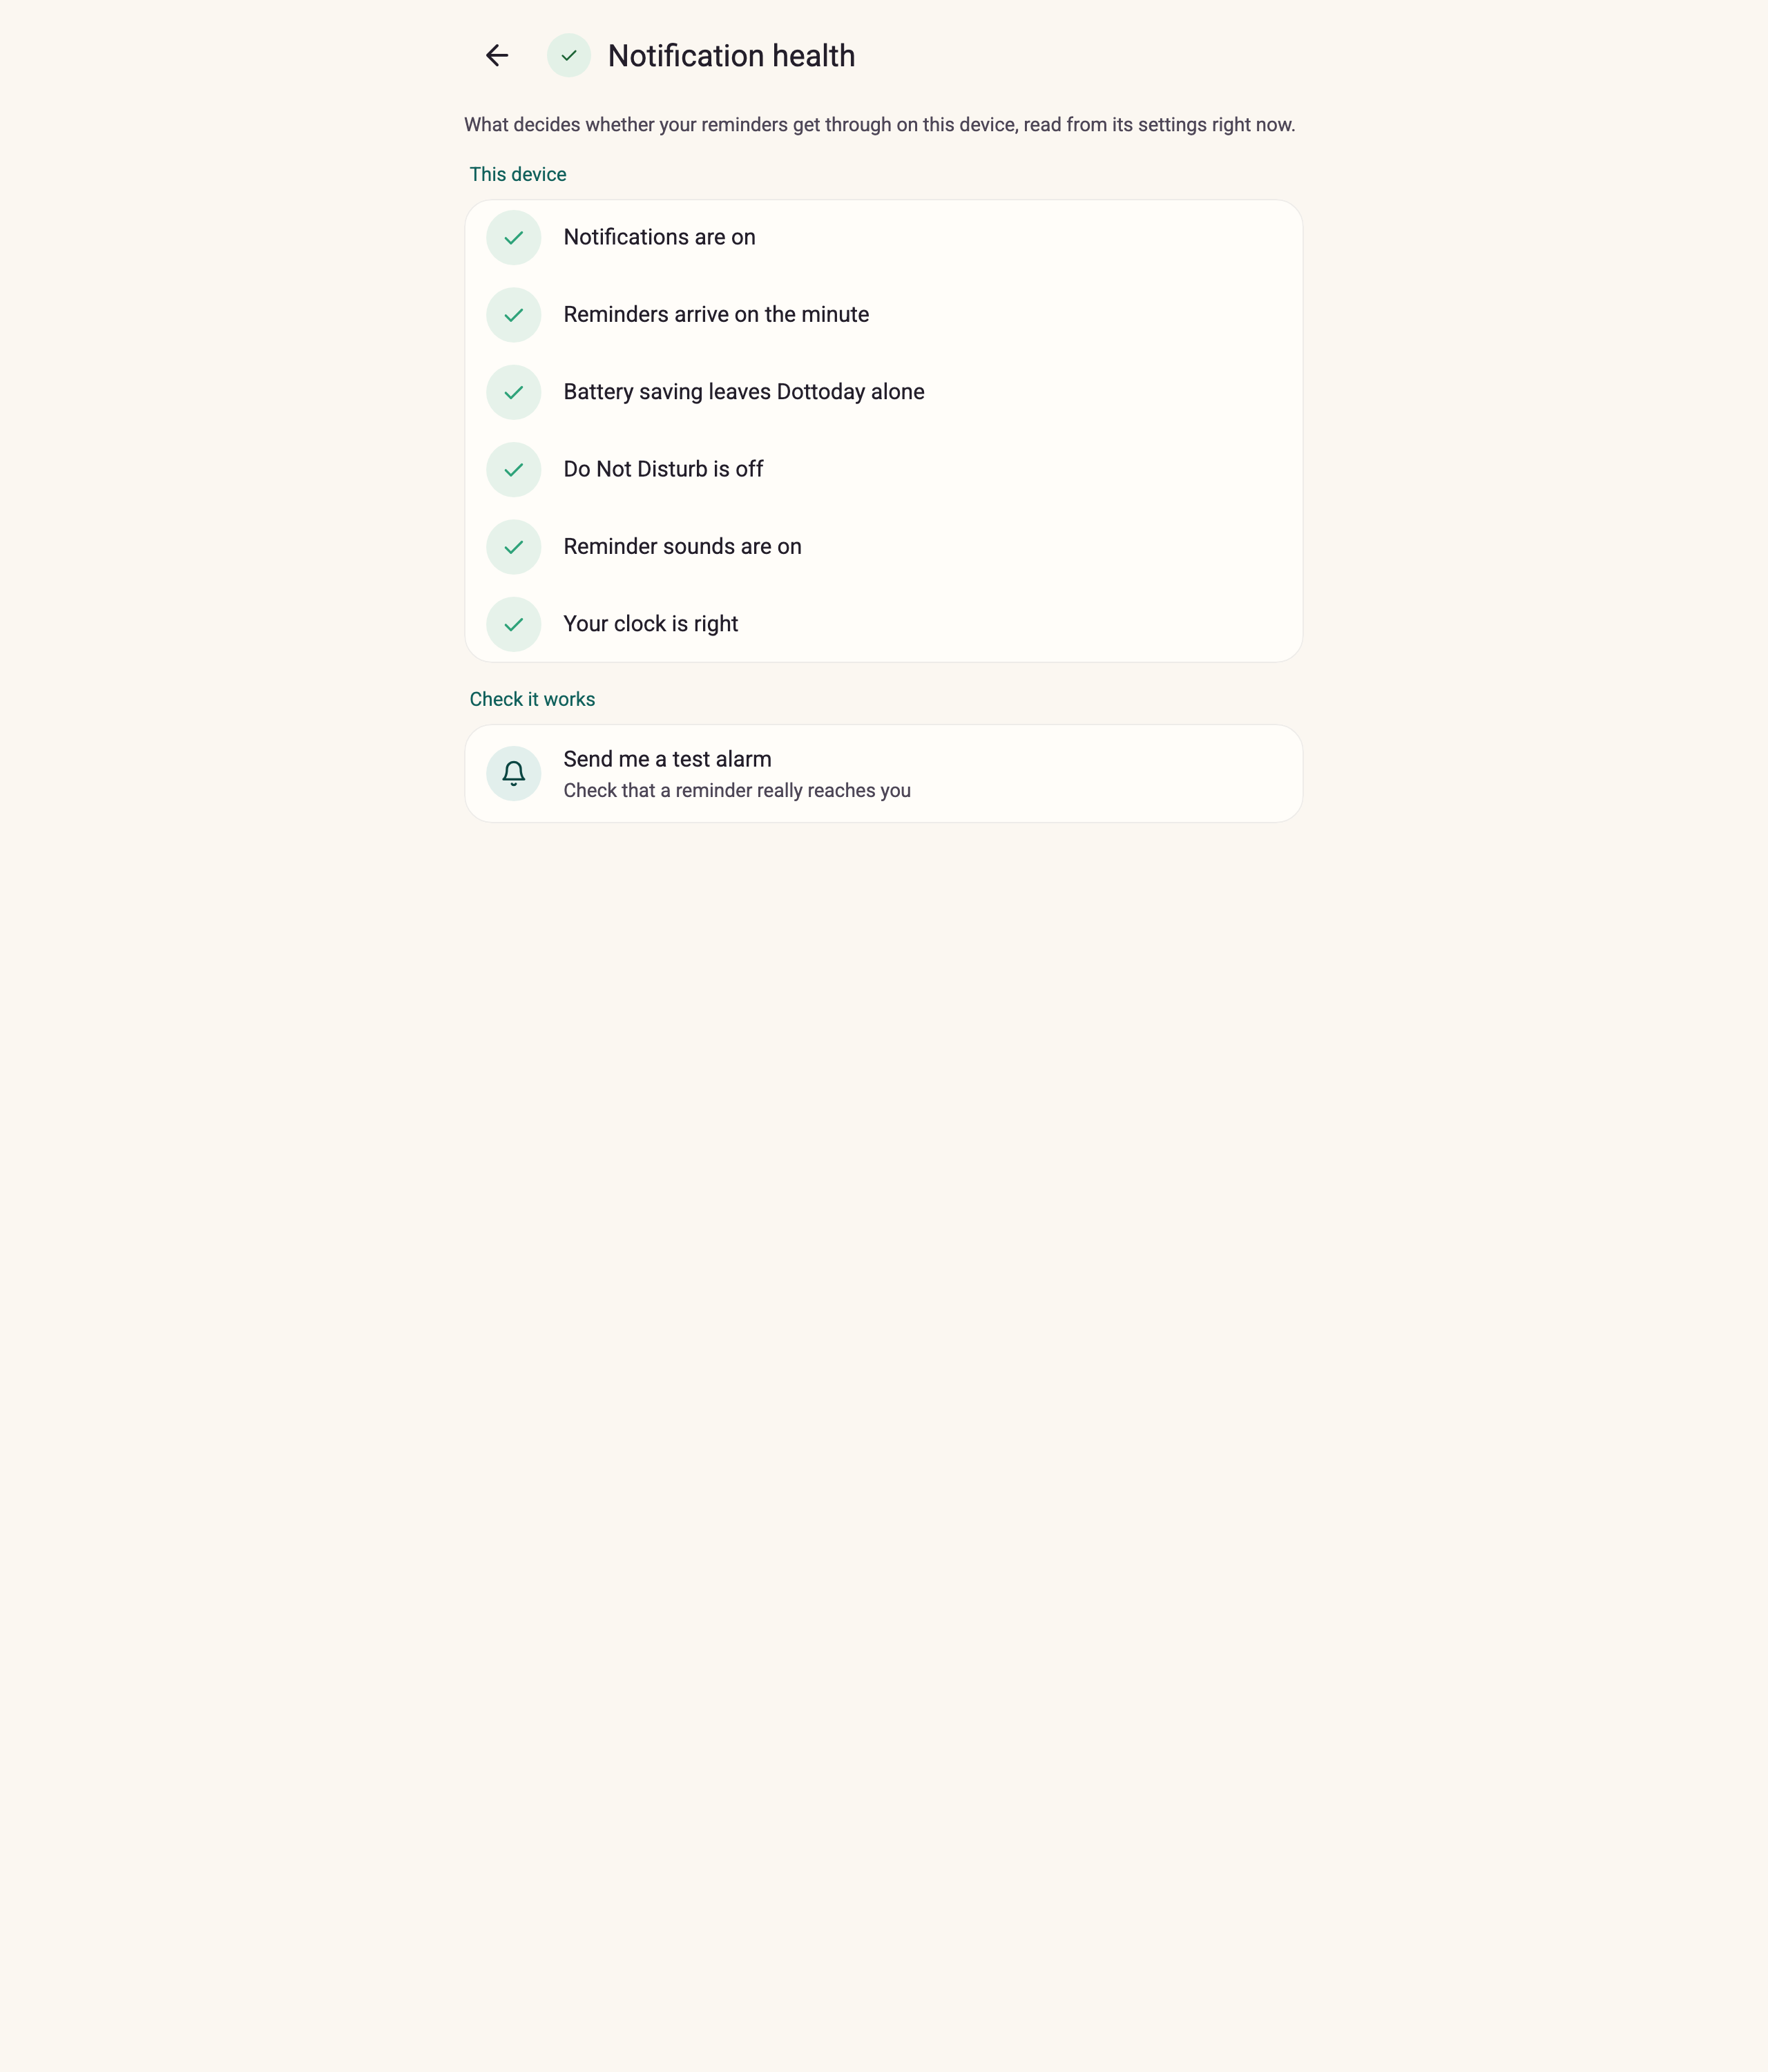 Notification health
What decides whether your reminders get through on this device, read from its settings right now.
This device
Notifications are on
Reminders arrive on the minute
Battery saving leaves Dottoday alone
Do Not Disturb is off
Reminder sounds are on
Your clock is right
Check it works
Send me a test alarm
Check that a reminder really reaches you